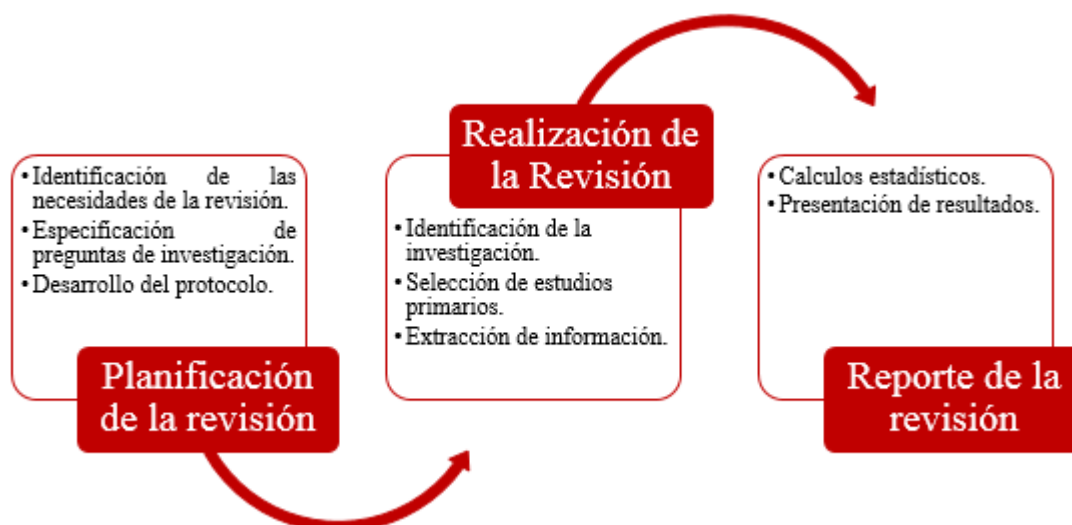 • Identificación de las
necesidades de la revisión.
• Especificación de
preguntas de investigación.
• Desarrollo del protocolo.
Planificación
de la revisión
Realización de
la Revisión
• Identificación de la
investigación.
• Selección de estudios
primarios.
• Extracción de información.
• Calculos estadísticos.
• Presentación de resultados.
Reporte de la
revisión